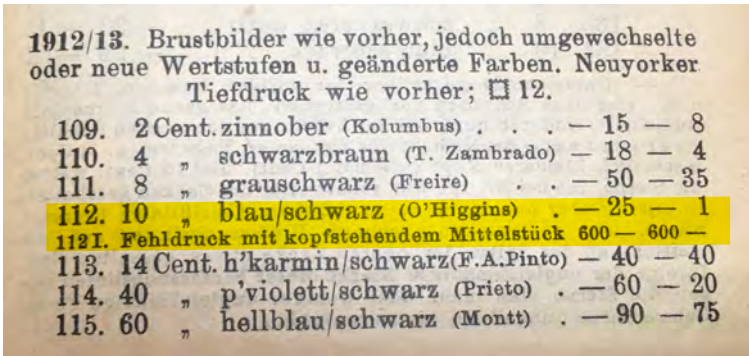 1912/13. Brustbilder wie vorher, jedoch umgewechselte
oder neue Wertstufen u. geänderte Farben. Neuyorker
Tiefdruck wie vorher; 12.
109. 2 Cent. zinnober (Kolumbus) . . . — 15 — 8
110. 4 „ schwarzbraun (T. Zambrado) — 18 — 4
111. 8 „ grauschwarz (Freire) . . — 50 — 35
112. 10 „ blau/schwarz (O'Higgins) . — 25 — 1
112I. Fehldruck mit kopfstehendem Mittelstück 600 — 600 —
113. 14 Cent. h'karmin/schwarz (F.A.Pinto) — 40 — 40
114. 40 „ p'violett/schwarz (Prieto) . — 60 — 20
115. 60 „ hellblau/schwarz (Montt) . — 90 — 75